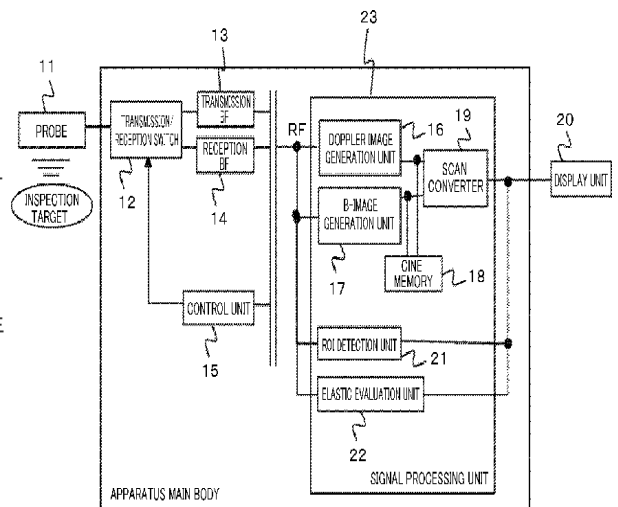 23
13
11
TRANSMISSION
BF
TRANSMISSION/
RECEPTION SWITCH
PROBE
RF
DOPPLER IMAGE
GENERATION UNIT
16
19
20
RECEPTION
BF
SCAN
CONVERTER
DISPLAY UNIT
INSPECTION
TARGET
12
14
B-IMAGE
GENERATION UNIT
17
CINE
MEMORY
18
CONTROL UNIT
15
ROI DETECTION UNIT
21
ELASTIC EVALUATION UNIT
22
SIGNAL PROCESSING UNIT
APPARATUS MAIN BODY